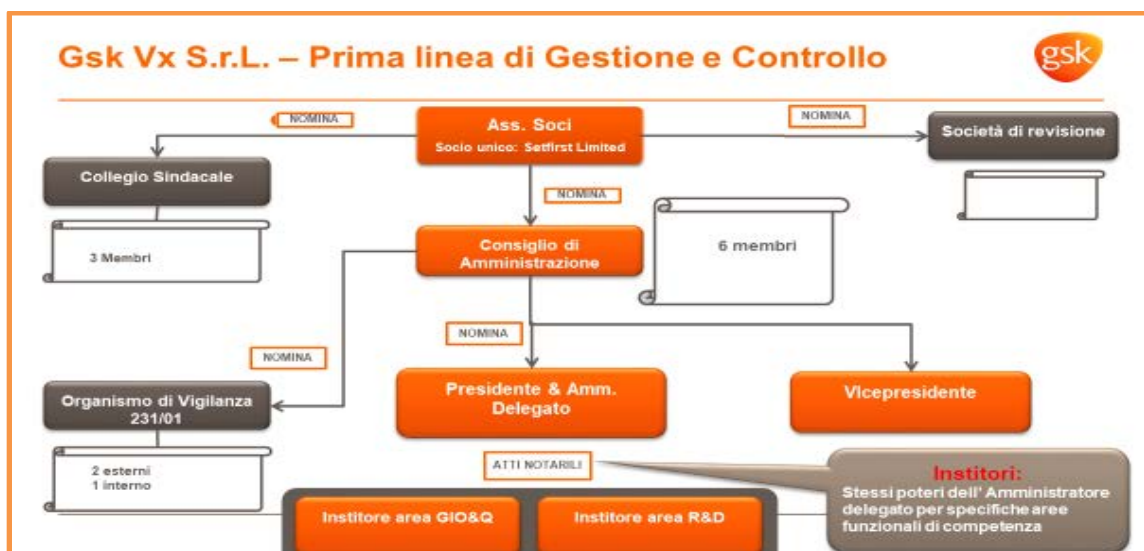 Gsk Vx S.r.L. – Prima linea di Gestione e Controllo
gsk
NOMINA
Ass. Soci
Socio unico: Setfirst Limited
NOMINA
Società di revisione
Collegio Sindacale
NOMINA
3 Membri
Consiglio di
Amministrazione
6 membri
NOMINA
NOMINA
Organismo di Vigilanza
231/01
Presidente & Amm.
Delegato
Vicepresidente
2 esterni
1 interno
ATTI NOTARILI
Institori:
Stessi poteri dell' Amministratore
delegato per specifiche aree
funzionali di competenza
Institore area GIO&Q
Institore area R&D